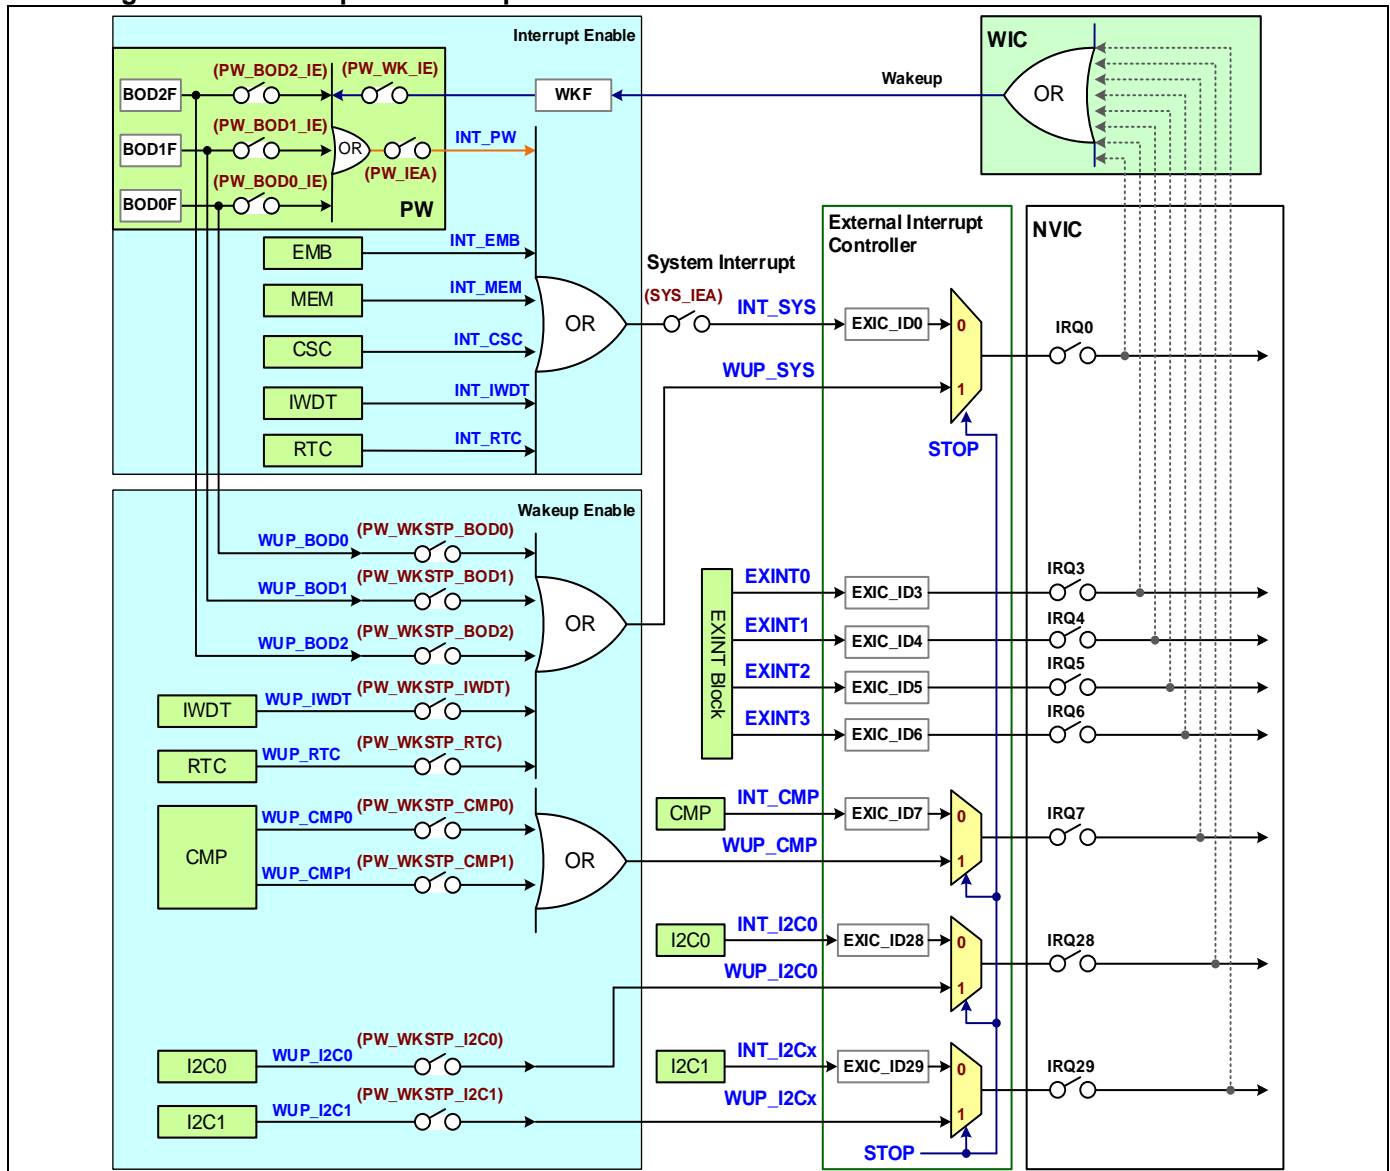 Interrupt Enable
WIC
(PW_BOD2_IE)
(PW_WK_IE)
Wakeup
BOD2F
WKF
OR
(PW_BOD1_IE)
INT_PW
BOD1F
OR
(PW_IEA)
(PW_BOD0_IE)
BOD0F
PW
External Interrupt
Controller
NVIC
EMB
INT_EMB
System Interrupt
MEM
INT_MEM
(SYS_IEA)
INT_SYS
EXIC_ID0
0
IRQ0
OR
CSC
INT_CSC
WUP_SYS
1
IWDT
INT_IWDT
RTC
INT_RTC
STOP
Wakeup Enable
WUP_BOD0
(PW_WKSTP_BOD0)
WUP_BOD1
(PW_WKSTP_BOD1)
OR
WUP_BOD2
(PW_WKSTP_BOD2)
EXINT Block
EXINT0
EXIC_ID3
IRQ3
EXINT1
EXIC_ID4
IRQ4
EXINT2
EXIC_ID5
IRQ5
EXINT3
EXIC_ID6
IRQ6
IWDT
WUP_IWDT
(PW_WKSTP_IWDT)
RTC
WUP_RTC
(PW_WKSTP_RTC)
CMP
WUP_CMP0
(PW_WKSTP_CMP0)
WUP_CMP1
(PW_WKSTP_CMP1)
OR
CMP
INT_CMP
EXIC_ID7
0
IRQ7
WUP_CMP
1
I2C0
INT_I2C0
EXIC_ID28
0
IRQ28
WUP_I2C0
1
I2C0
WUP_I2C0
(PW_WKSTP_I2C0)
I2C1
INT_I2Cx
EXIC_ID29
0
IRQ29
I2C1
WUP_I2C1
(PW_WKSTP_I2C1)
WUP_I2Cx
1
STOP